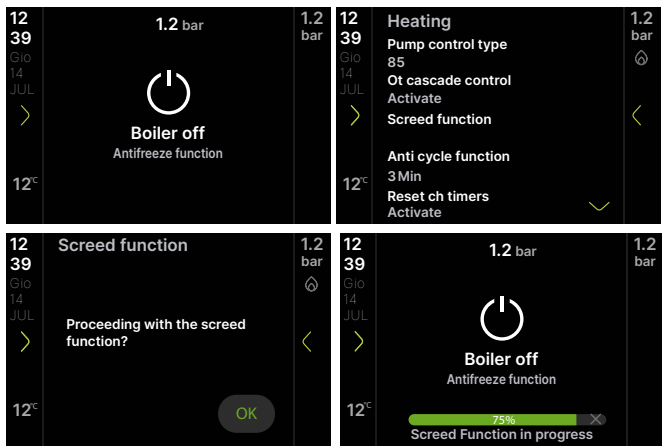 12
39
Gio
14
JUL
12°C
1.2 bar
Boiler off
Antifreeze function
1.2
bar
12
39
Gio
14
JUL
12°C
Heating
Pump control type
85
Ot cascade control
Activate
Screed function
Anti cycle function
3 Min
Reset ch timers
Activate
1.2
bar
12
39
Gio
14
JUL
12°C
Screed function
Proceeding with the screed
function?
OK
1.2
bar
12
39
Gio
14
JUL
12°C
1.2 bar
Boiler off
Antifreeze function
75%
Screed Function in progress
1.2
bar